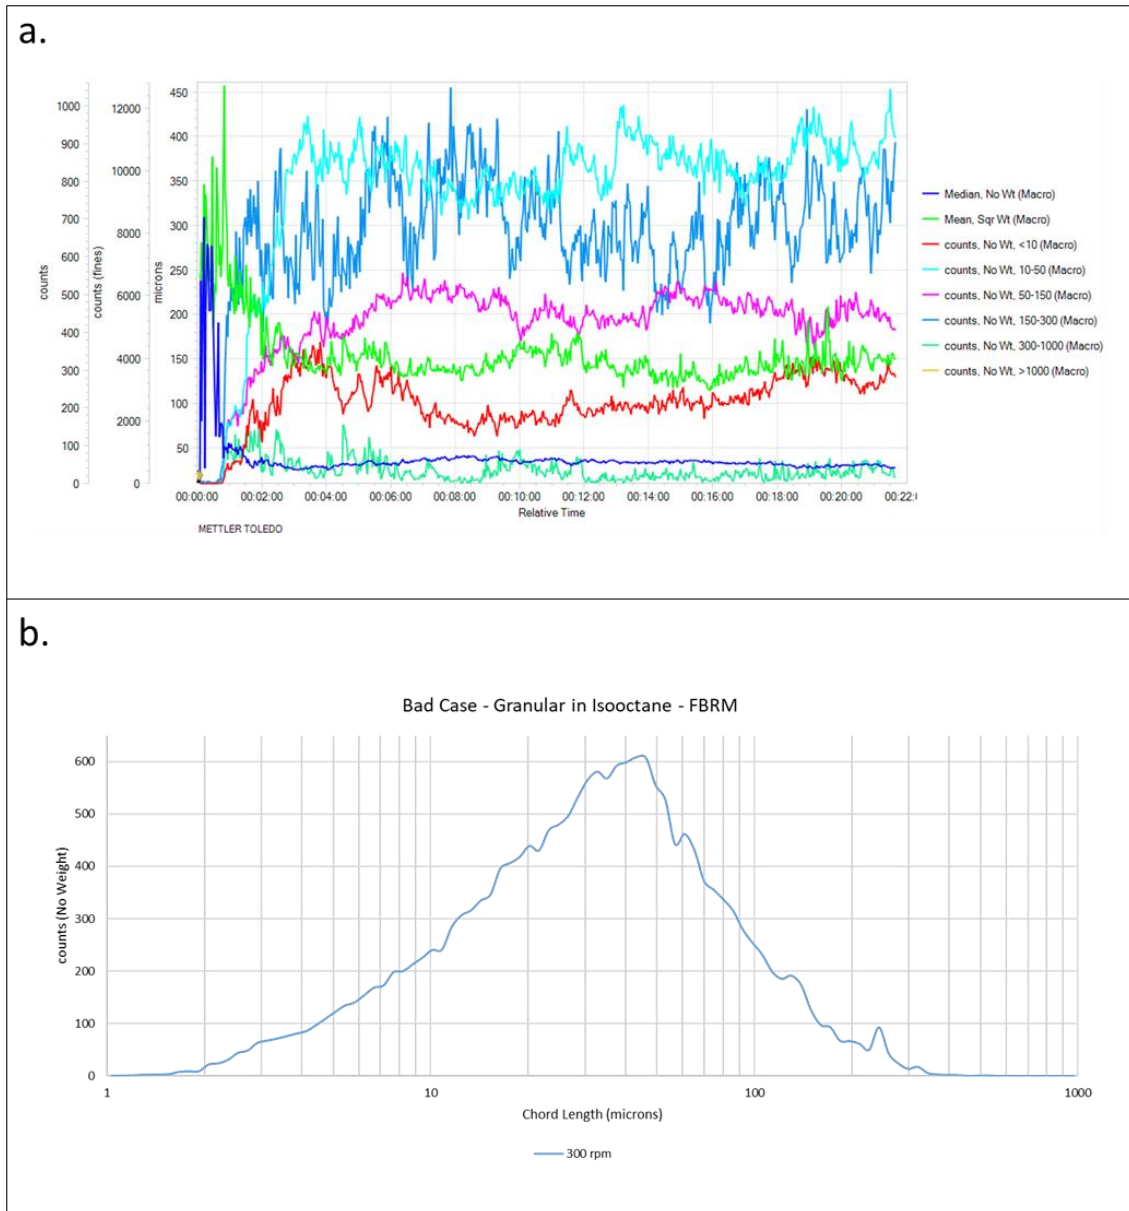 a.
counts
1000
900
800
700
600
500
400
300
200
100
0
counts (fines)
12000
10000
8000
6000
4000
2000
0
microns
450
400
350
300
250
200
150
100
50
00:00:00 00:02:00 00:04:00 00:06:00 00:08:00 00:10:00 00:12:00 00:14:00 00:16:00 00:18:00 00:20:00 00:22:
Relative Time
METTLER TOLEDO
Median, No Wt (Macro)
Mean, Sqr Wt (Macro)
counts, No Wt, <10 (Macro)
counts, No Wt, 10-50 (Macro)
counts, No Wt, 50-150 (Macro)
counts, No Wt, 150-300 (Macro)
counts, No Wt, 300-1000 (Macro)
counts, No Wt, >1000 (Macro)
b.
Bad Case - Granular in Isooctane - FBRM
counts (No Weight)
600
500
400
300
200
100
0
1 10 100 1000
Chord Length (microns)
300 rpm